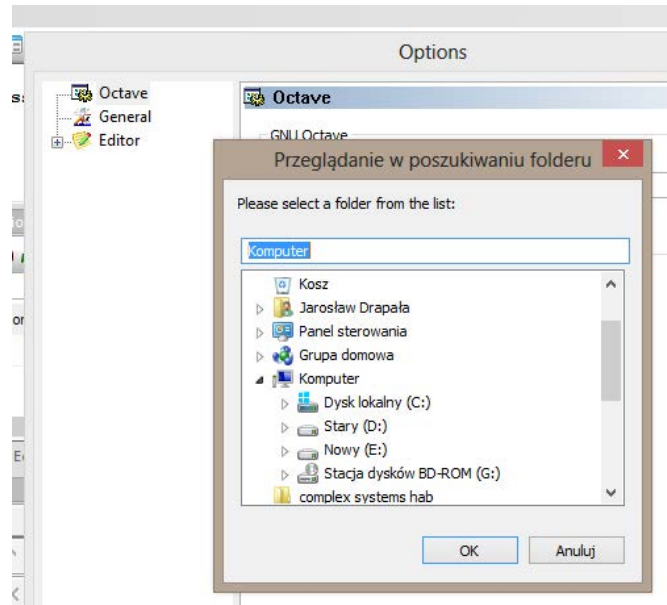 Options
Octave
General
Editor
Octave
GNU Octave
Przeglądanie w poszukiwaniu folderu
Please select a folder from the list:
Komputer
Kosz
Jarosław Drapała
Panel sterowania
Grupa domowa
Komputer
Dysk lokalny (C:)
Stary (D:)
Nowy (E:)
Stacja dysków BD-ROM (G:)
complex systems hab
OK
Anuluj